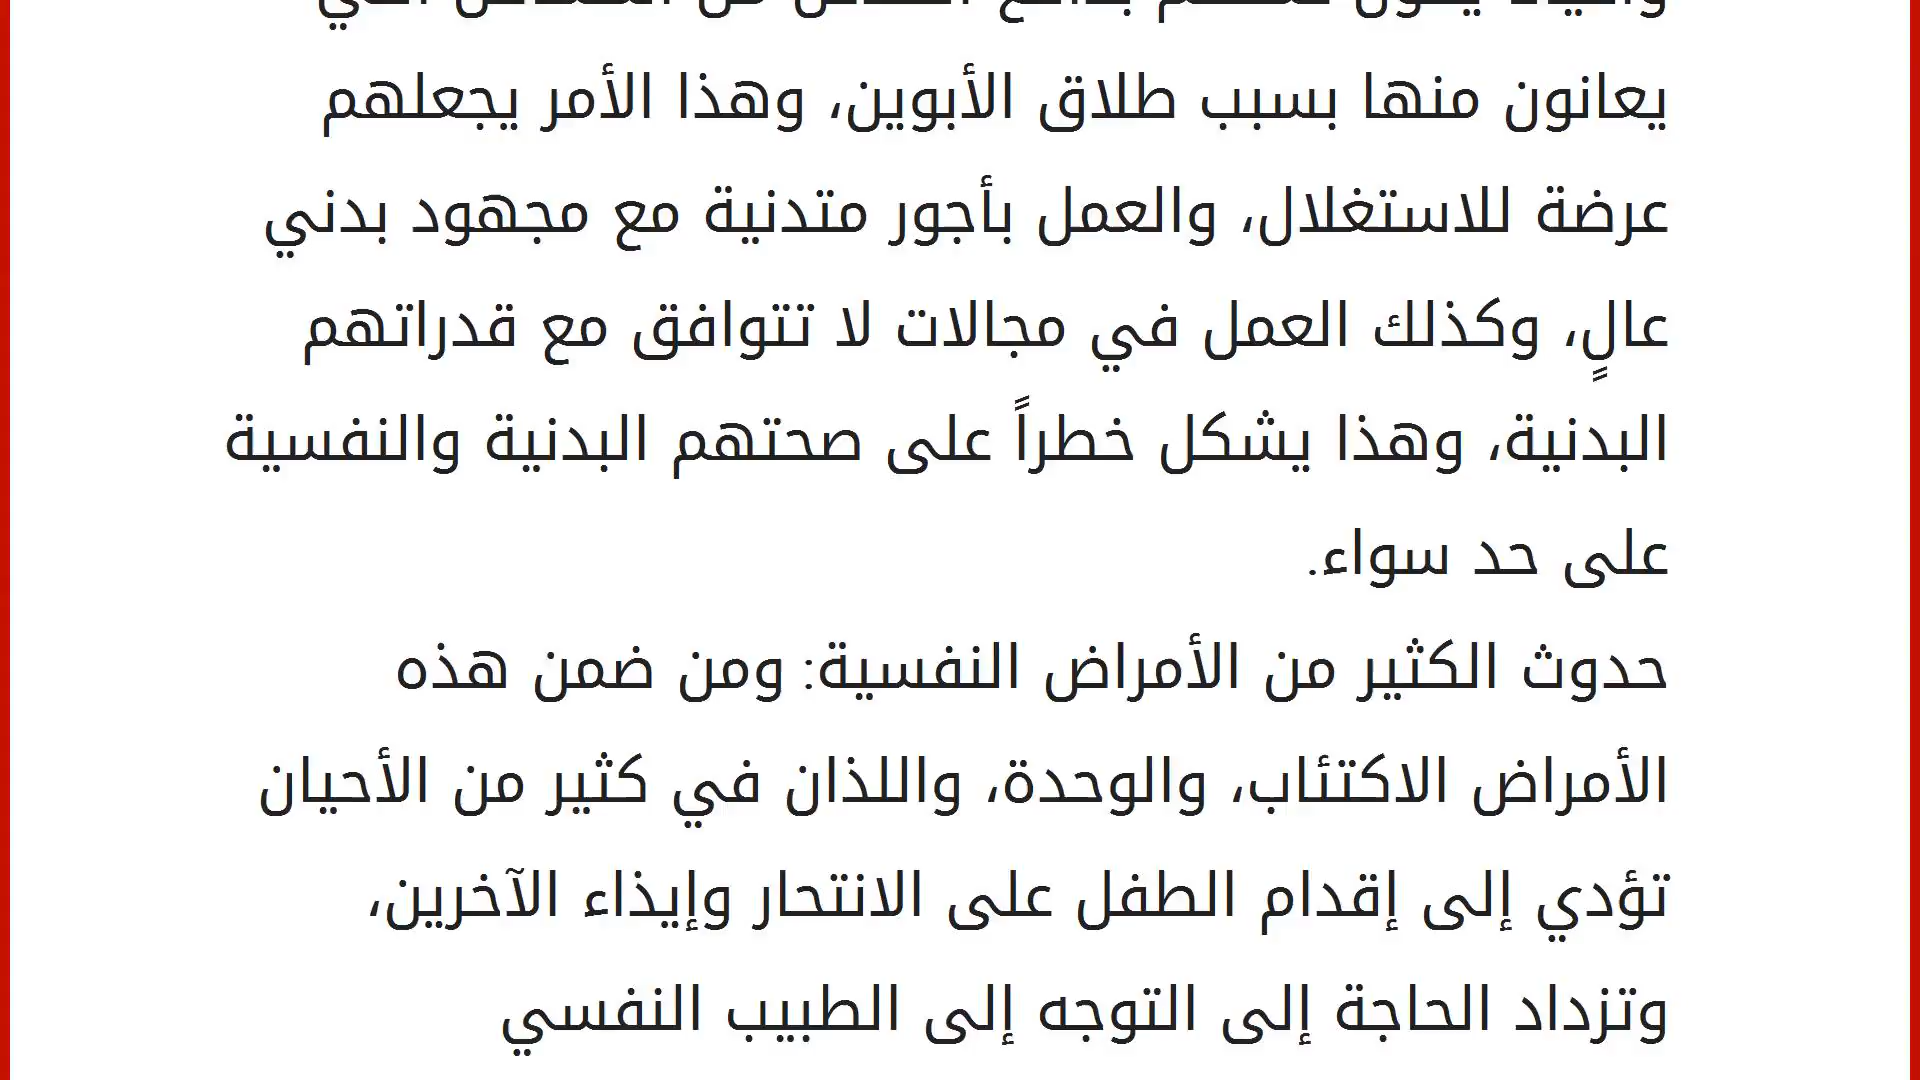 يعانون منها بسبب طلاق الأبوين، وهذا الأمر يجعلهم
عرضة للاستغلال، والعمل بأجور متدنية مع مجهود بدني
عالٍ، وكذلك العمل في مجالات لا تتوافق مع قدراتهم
البدنية، وهذا يشكل خطراً على صحتهم البدنية والنفسية
على حد سواء.
حدوث الكثير من الأمراض النفسية: ومن ضمن هذه
الأمراض الاكتئاب، والوحدة، واللذان في كثير من الأحيان
تؤدي إلى إقدام الطفل على الانتحار وإيذاء الآخرين،
وتزداد الحاجة إلى التوجه إلى الطبيب النفسي